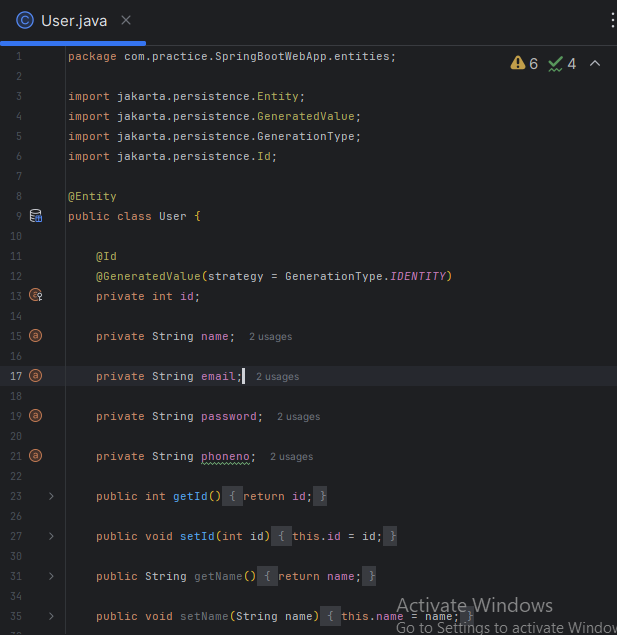 User.java
1 package com.practice.SpringBootWebApp.entities;
6 4
2
3 import jakarta.persistence.Entity;
4 import jakarta.persistence.GeneratedValue;
5 import jakarta.persistence.GenerationType;
6 import jakarta.persistence.Id;
7
8 @Entity
9 public class User {
10
11 @Id
12 @GeneratedValue(strategy = GenerationType.IDENTITY)
13 private int id;
14
15 private String name; 2 usages
16
17 private String email; 2 usages
18
19 private String password; 2 usages
20
21 private String phoneno; 2 usages
22
23 public int getId() { return id; }
26
27 public void setId(int id) { this.id = id; }
30
31 public String getName() { return name; }
34
35 public void setName(String name) { this.name = name; }
Activate Windows
Go to Settings to activate Window